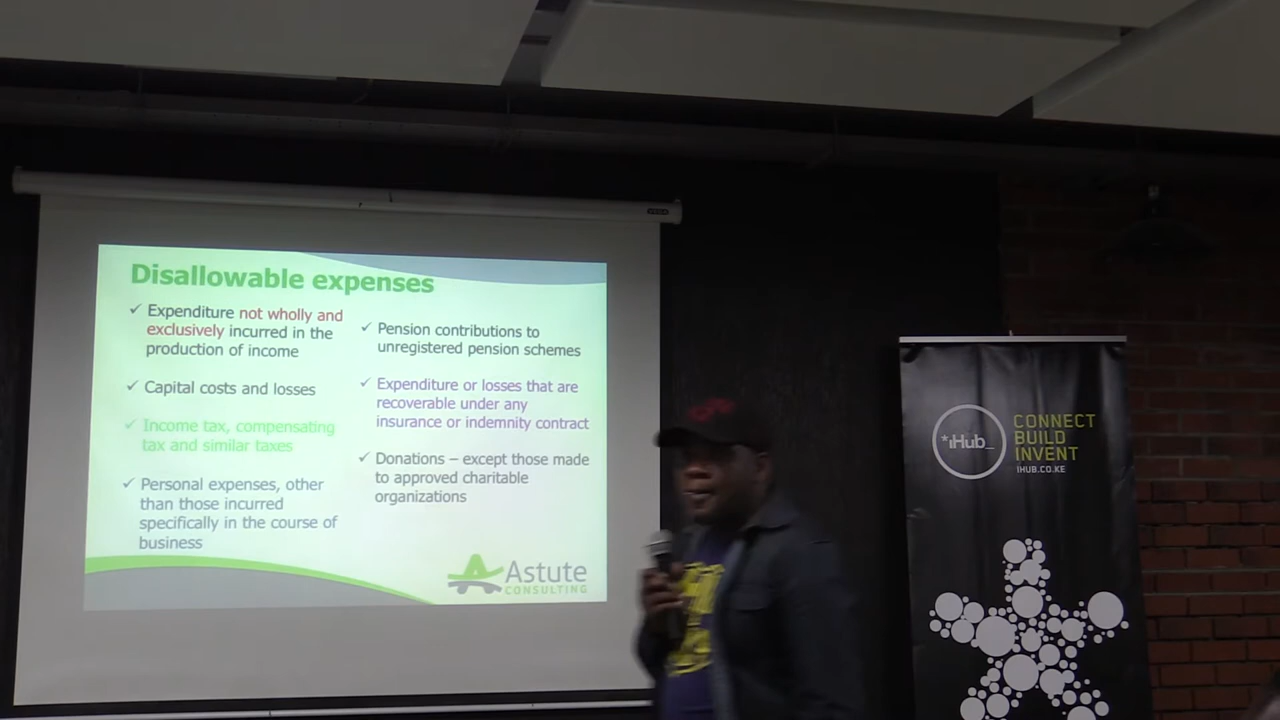 Disallowable expenses
✓ Expenditure not wholly and
exclusively incurred in the
production of income
✓ Capital costs and losses
✓ Income tax, compensating
tax and similar taxes
✓ Personal expenses, other
than those incurred
specifically in the course of
business
✓ Pension contributions to
unregistered pension schemes
✓ Expenditure or losses that are
recoverable under any
insurance or indemnity contract
✓ Donations – except those made
to approved charitable
organizations
Astute
CONSULTING
*iHub_
CONNECT
BUILD
INVENT
IHUB.CO.KE